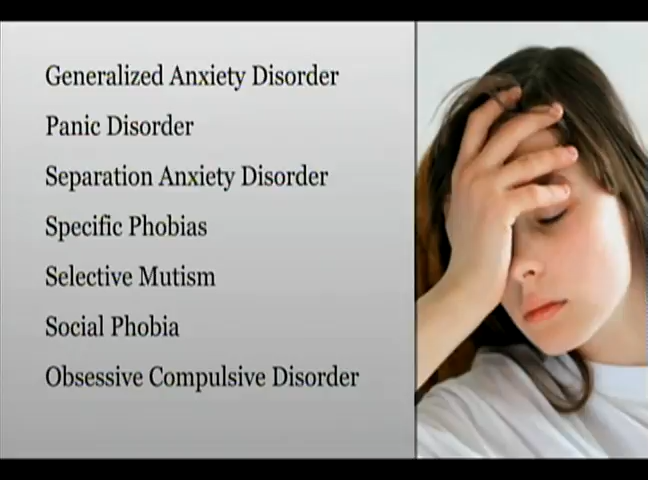 Generalized Anxiety Disorder
Panic Disorder
Separation Anxiety Disorder
Specific Phobias
Selective Mutism
Social Phobia
Obsessive Compulsive Disorder